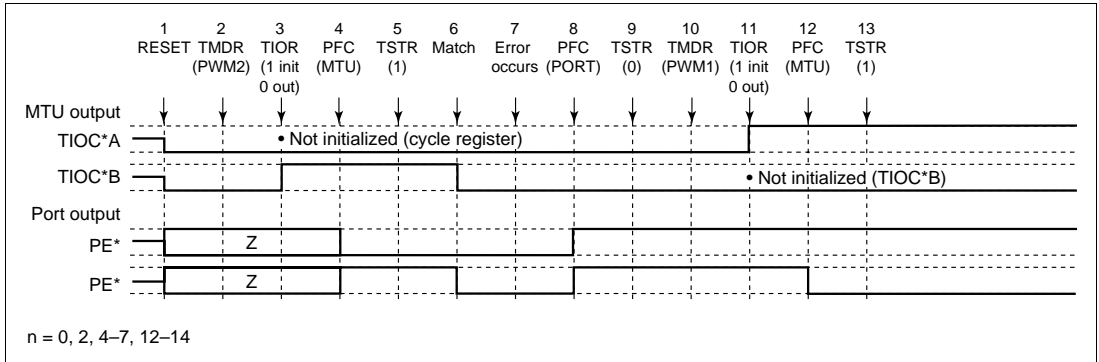 1 2 3 4 5 6 7 8 9 10 11 12 13
RESET TMDR TIOR PFC TSTR Match Error PFC TSTR TMDR TIOR PFC TSTR
(PWM2) (1 init (MTU) (1) occurs (PORT) (0) (PWM1) (1 init (MTU) (1)
0 out) 0 out)
MTU output
TIOC*A • Not initialized (cycle register)
TIOC*B • Not initialized (TIOC*B)
Port output
PE* Z
PE* Z
n = 0, 2, 4–7, 12–14